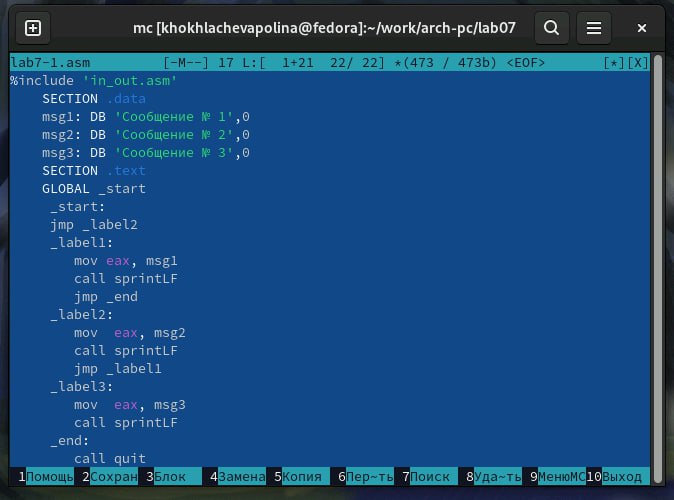 mc [khokhlachevapolina@fedora]:~/work/arch-pc/lab07
lab7-1.asm [-M--] 17 L:[ 1+21 22/ 22] *(473 / 473b) <EOF> [*][X]
%include 'in_out.asm'
SECTION .data
msg1: DB 'Сообщение № 1',0
msg2: DB 'Сообщение № 2',0
msg3: DB 'Сообщение № 3',0
SECTION .text
GLOBAL _start
_start:
jmp _label2
_label1:
mov eax, msg1
call sprintLF
jmp _end
_label2:
mov  eax, msg2
call sprintLF
jmp _label1
_label3:
mov  eax, msg3
call sprintLF
_end:
call quit
1Помощь 2Сохран 3Блок 4Замена 5Копия 6Пер~ть 7Поиск 8Уда~ть 9МенюMC 10Выход